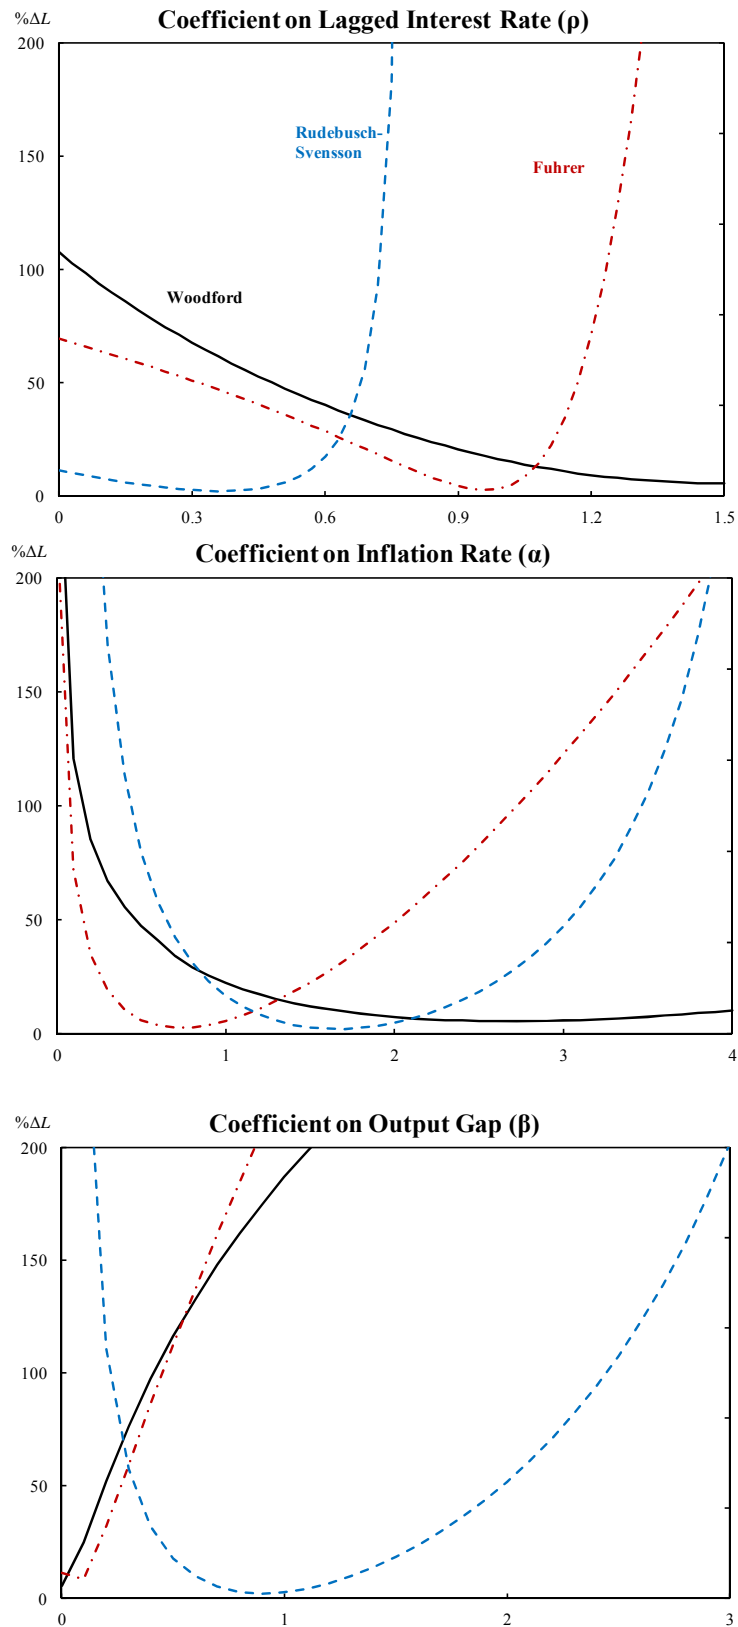 %ΔL
Coefficient on Lagged Interest Rate (ρ)
200
150
100
50
0
Rudebusch-
Svensson
Fuhrer
Woodford
0 0.3 0.6 0.9 1.2 1.5
%ΔL
Coefficient on Inflation Rate (α)
200
150
100
50
0
0 1 2 3 4
%ΔL
Coefficient on Output Gap (β)
200
150
100
50
0
0 1 2 3